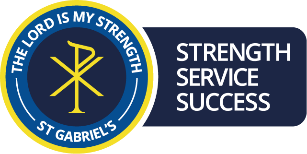 THE LORD IS MY STRENGTH
ST GABRIEL'S
STRENGTH
SERVICE
SUCCESS